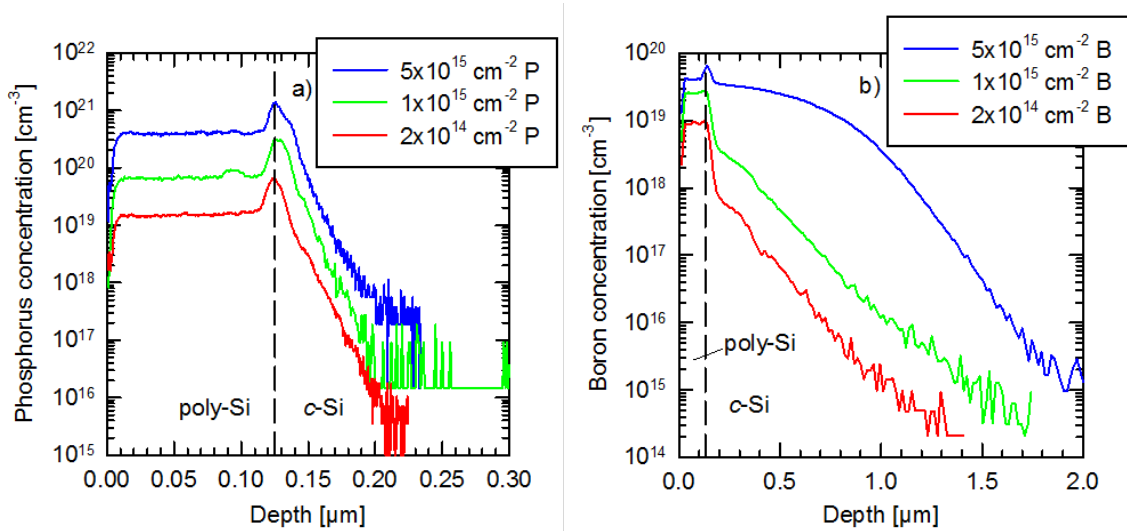 a)
5x10¹⁵ cm⁻² P
1x10¹⁵ cm⁻² P
2x10¹⁴ cm⁻² P
Phosphorus concentration [cm⁻³]
10²²
10²¹
10²⁰
10¹⁹
10¹⁸
10¹⁷
10¹⁶
10¹⁵
poly-Si
c-Si
0.00 0.05 0.10 0.15 0.20 0.25 0.30
Depth [µm]
b)
5x10¹⁵ cm⁻² B
1x10¹⁵ cm⁻² B
2x10¹⁴ cm⁻² B
Boron concentration [cm⁻³]
10²⁰
10¹⁹
10¹⁸
10¹⁷
10¹⁶
10¹⁵
10¹⁴
poly-Si
c-Si
0.0 0.5 1.0 1.5 2.0
Depth [µm]